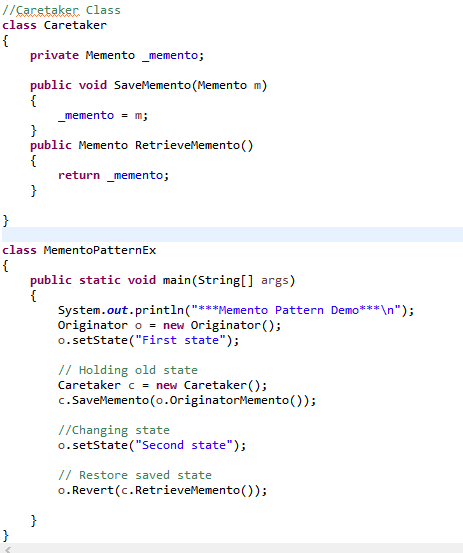 //Caretaker Class
class Caretaker
{
private Memento _memento;
public void SaveMemento(Memento m)
{
_memento = m;
}
public Memento RetrieveMemento()
{
return _memento;
}
}
class MementoPatternEx
{
public static void main(String[] args)
{
System.out.println("***Memento Pattern Demo***\n");
Originator o = new Originator();
o.setState("First state");
// Holding old state
Caretaker c = new Caretaker();
c.SaveMemento(o.OriginatorMemento());
//Changing state
o.setState("Second state");
// Restore saved state
o.Revert(c.RetrieveMemento());
}
}